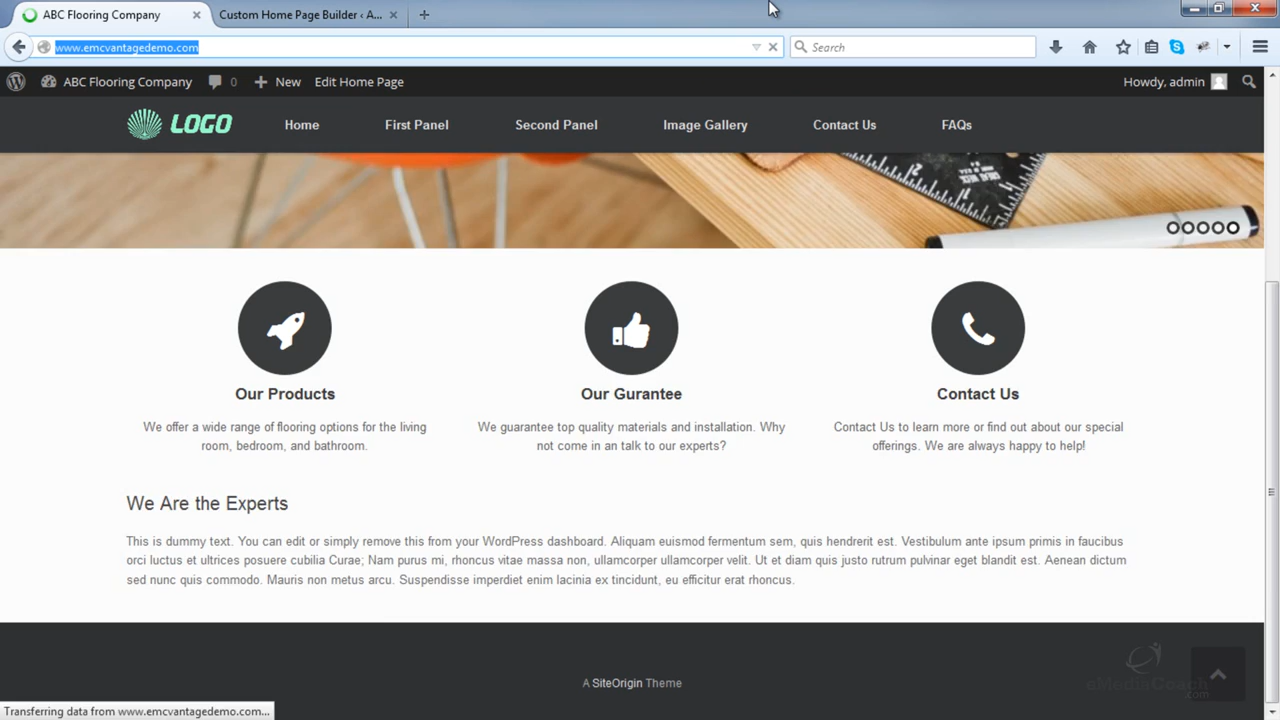 ABC Flooring Company
Custom Home Page Builder ‹ A...
www.emcvantagedemo.com
Search
ABC Flooring Company 0 New Edit Home Page Howdy, admin
LOGO Home First Panel Second Panel Image Gallery Contact Us FAQs
Our Products
We offer a wide range of flooring options for the living
room, bedroom, and bathroom.
Our Gurantee
We guarantee top quality materials and installation. Why
not come in an talk to our experts?
Contact Us
Contact Us to learn more or find out about our special
offerings. We are always happy to help!
We Are the Experts
This is dummy text. You can edit or simply remove this from your WordPress dashboard. Aliquam euismod fermentum sem, quis hendrerit est. Vestibulum ante ipsum primis in faucibus
orci luctus et ultrices posuere cubilia Curae; Nam purus mi, rhoncus vitae massa non, ullamcorper ullamcorper velit. Ut et diam quis justo rutrum pulvinar eget blandit est. Aenean dictum
sed nunc quis commodo. Mauris non metus arcu. Suspendisse imperdiet enim lacinia ex tincidunt, eu efficitur erat rhoncus.
A SiteOrigin Theme
eMediaCoach
.com
Transferring data from www.emcvantagedemo.com...